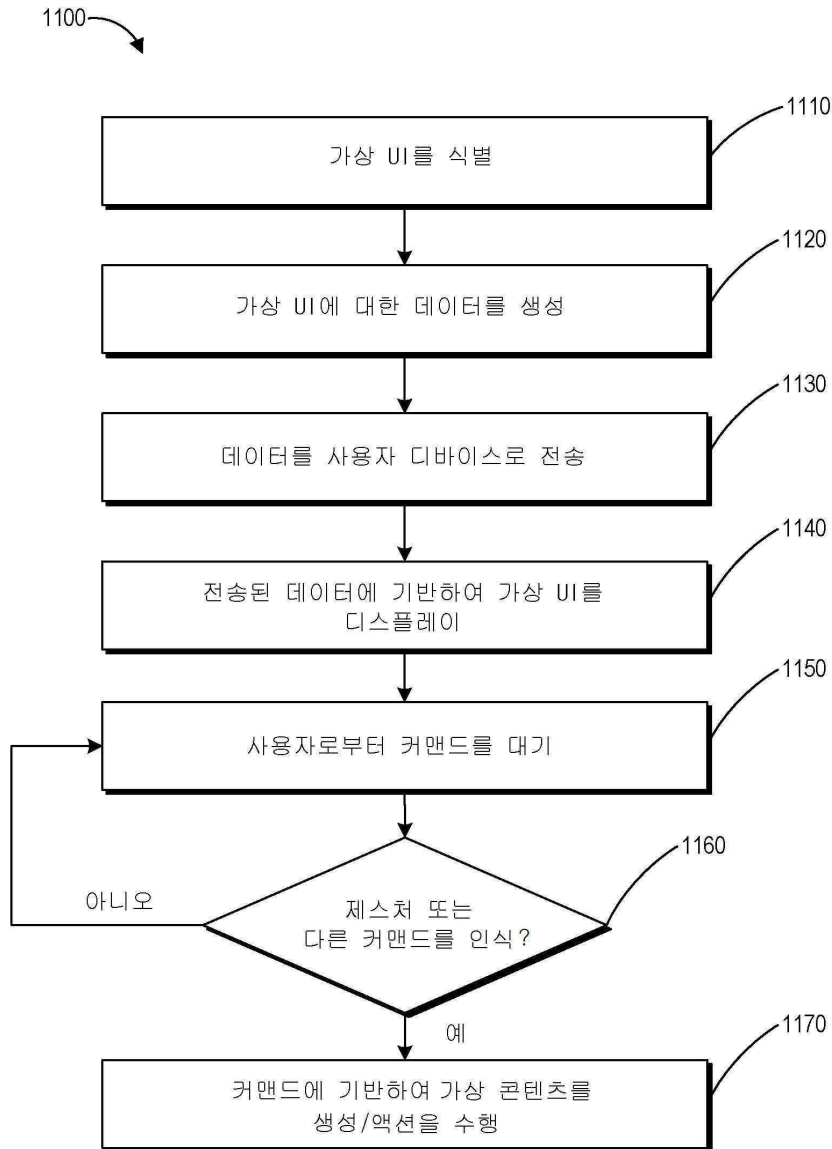 1100
1110
가상 UI를 식별
1120
가상 UI에 대한 데이터를 생성
1130
데이터를 사용자 디바이스로 전송
1140
전송된 데이터에 기반하여 가상 UI를
디스플레이
1150
사용자로부터 커맨드를 대기
1160
아니오
제스처 또는
다른 커맨드를 인식?
예
1170
커맨드에 기반하여 가상 콘텐츠를
생성/액션을 수행